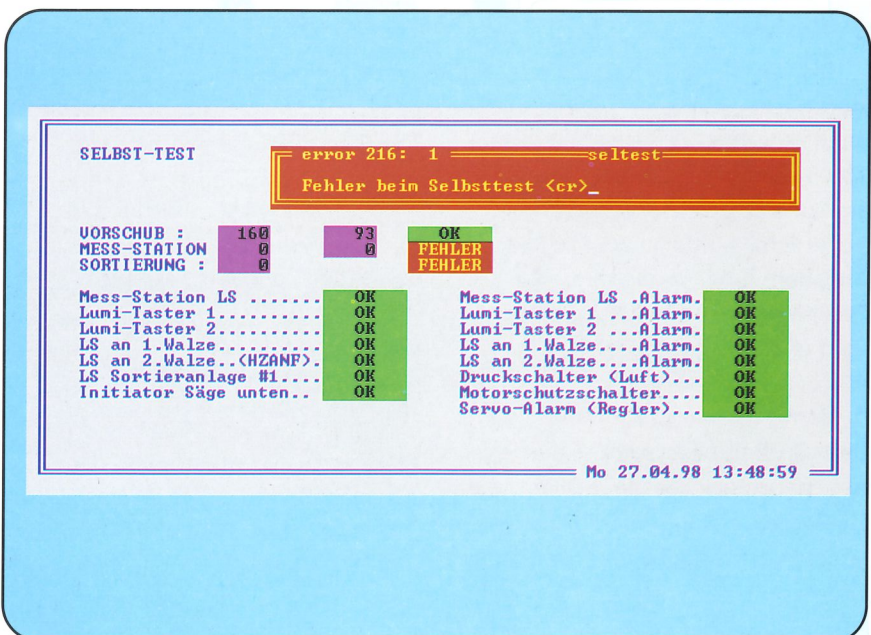 SELBST-TEST
error 216: 1 seltest
Fehler beim Selbsttest <cr>_
VORSCHUB : 160 93 OK
MESS-STATION 0 0 FEHLER
SORTIERUNG : 0 FEHLER
Mess-Station LS .......OK Mess-Station LS .Alarm.OK
Lumi-Taster 1..........OK Lumi-Taster 1 ...Alarm.OK
Lumi-Taster 2..........OK Lumi-Taster 2 ...Alarm.OK
LS an 1.Walze..........OK LS an 1.Walze....Alarm.OK
LS an 2.Walze..(HZANF).OK LS an 2.Walze....Alarm.OK
LS Sortieranlage #1....OK Druckschalter (Luft)...OK
Initiator Säge unten..OK Motorschutzschalter....OK
Servo-Alarm (Regler)...OK
Mo 27.04.98 13:48:59